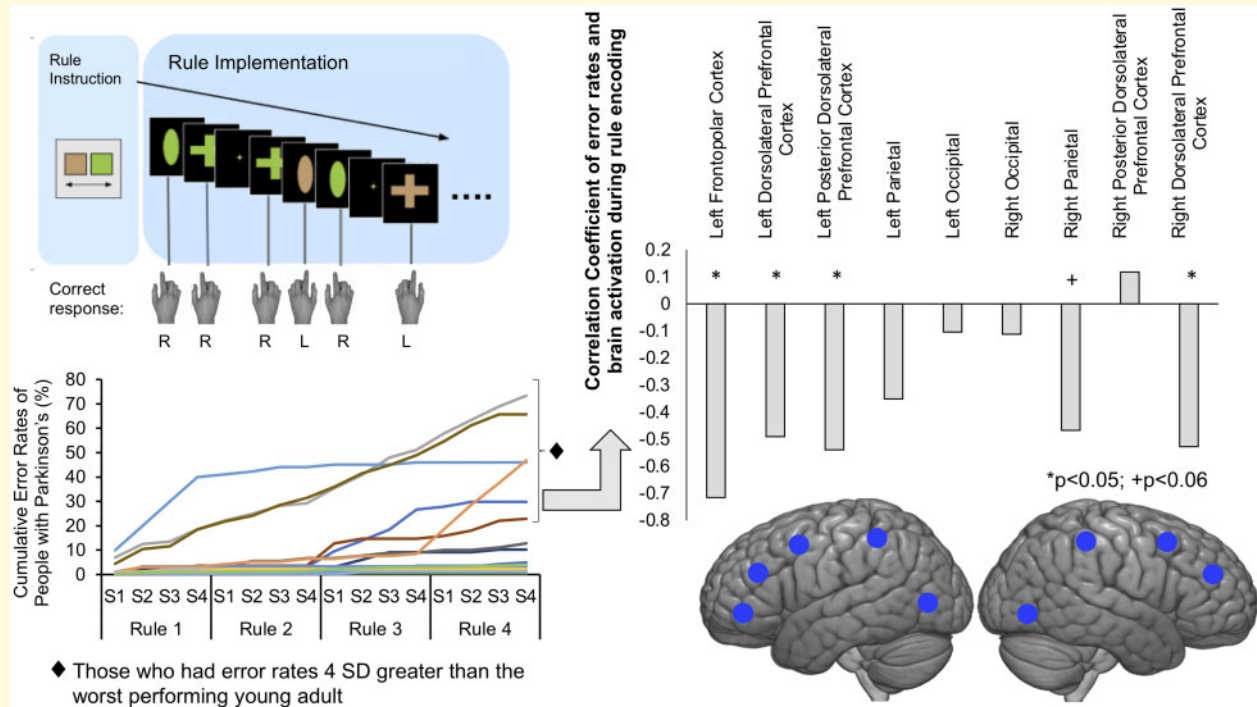 Rule
Instruction
Rule Implementation
Correct
response:
R R R L R L
Cumulative Error Rates of
People with Parkinson's (%)
80
70
60
50
40
30
20
10
0
S1 S2 S3 S4 S1 S2 S3 S4 S1 S2 S3 S4 S1 S2 S3 S4
Rule 1 Rule 2 Rule 3 Rule 4
♦
♦ Those who had error rates 4 SD greater than the
worst performing young adult
Correlation Coefficient of error rates and
brain activation during rule encoding
Left Frontopolar Cortex
Left Dorsolateral Prefrontal
Cortex
Left Posterior Dorsolateral
Prefrontal Cortex
Left Parietal
Left Occipital
Right Occipital
Right Parietal
Right Posterior Dorsolateral
Prefrontal Cortex
Right Dorsolateral Prefrontal
Cortex
0.2
0.1
0
-0.1
-0.2
-0.3
-0.4
-0.5
-0.6
-0.7
-0.8
* * * + *
*p<0.05; +p<0.06